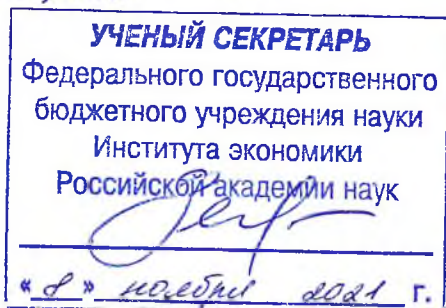 УЧЕНЫЙ СЕКРЕТАРЬ
Федерального государственного
бюджетного учреждения науки
Института экономики
Российской академии наук
« 8 » ноября 2021 г.